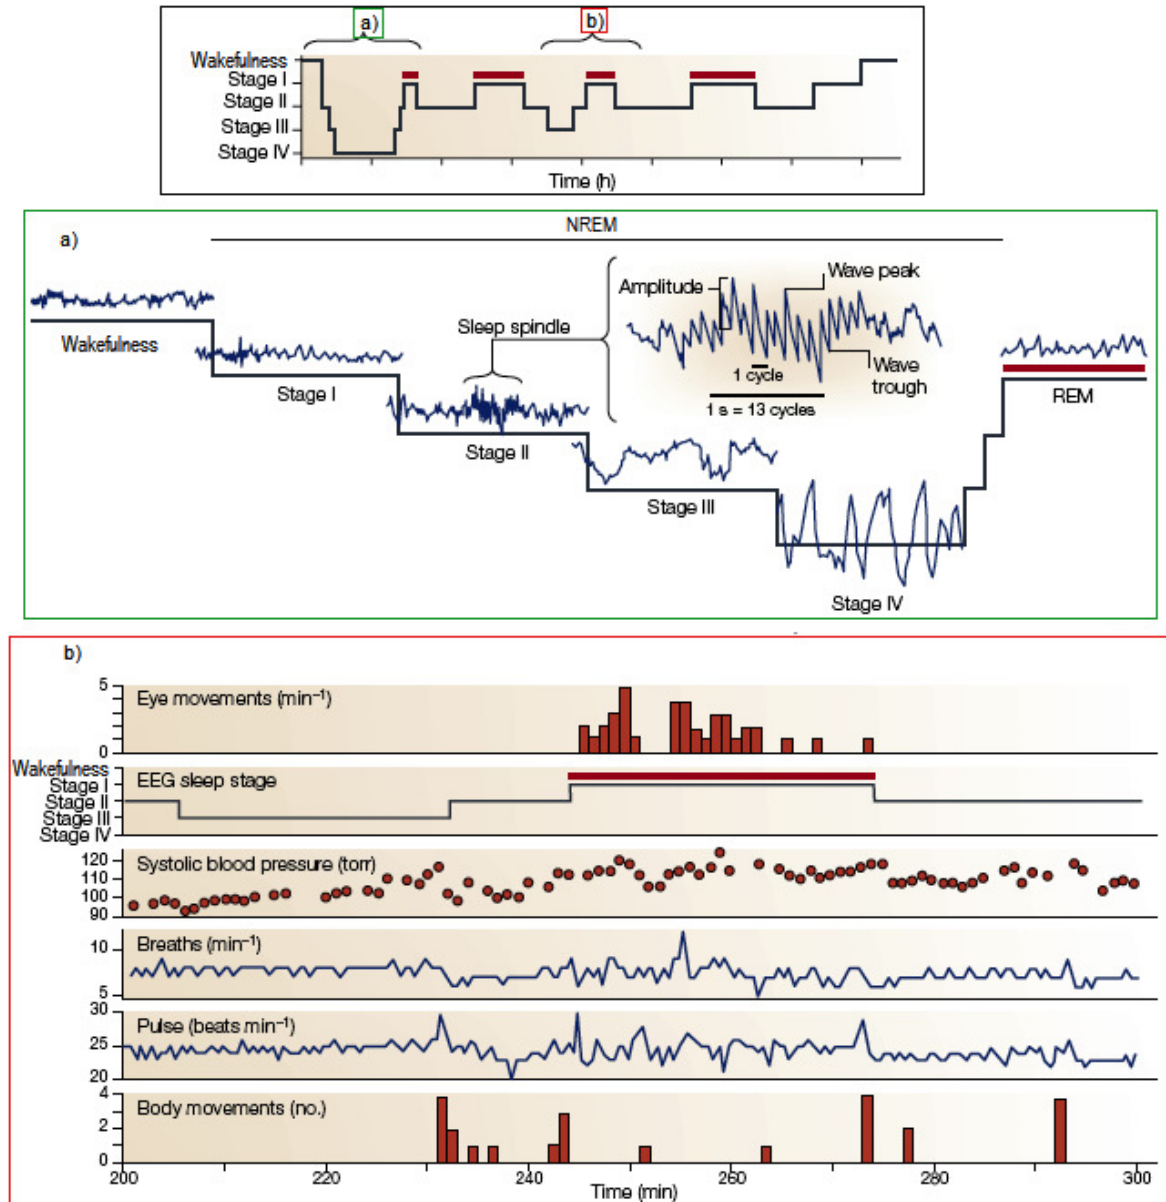 a)
b)
Wakefulness
Stage I
Stage II
Stage III
Stage IV
Time (h)
a)
NREM
Wakefulness
Stage I
Sleep spindle
Stage II
Amplitude
Wave peak
1 cycle
Wave
trough
1 s = 13 cycles
Stage III
Stage IV
REM
b)
5
Eye movements (min⁻¹)
0
Wakefulness
Stage I
Stage II
Stage III
Stage IV
EEG sleep stage
120
110
100
90
Systolic blood pressure (torr)
10
5
Breaths (min⁻¹)
30
25
20
Pulse (beats min⁻¹)
4
2
0
Body movements (no.)
200
220
240
260
280
300
Time (min)